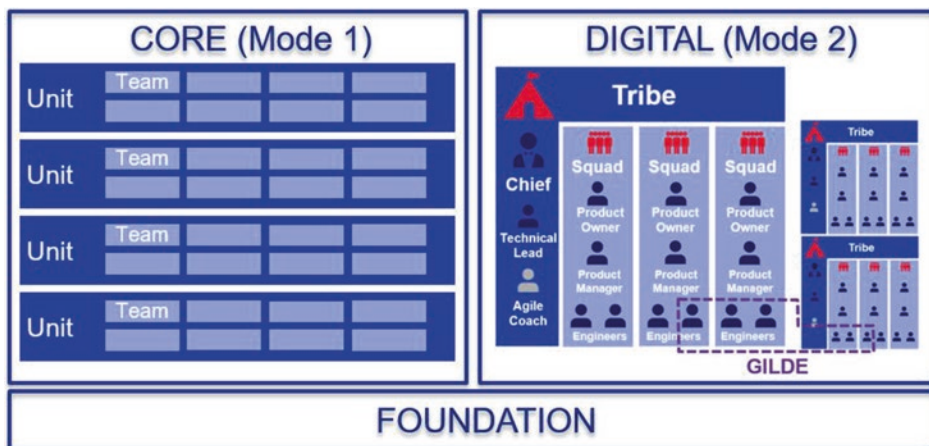 CORE (Mode 1)
Unit
Team
Unit
Team
Unit
Team
Unit
Team
DIGITAL (Mode 2)
Tribe
Chief
Technical
Lead
Agile
Coach
Squad
Product
Owner
Product
Manager
Engineers
Squad
Product
Owner
Product
Manager
Engineers
Squad
Product
Owner
Product
Manager
Engineers
Tribe
Tribe
GILDE
FOUNDATION